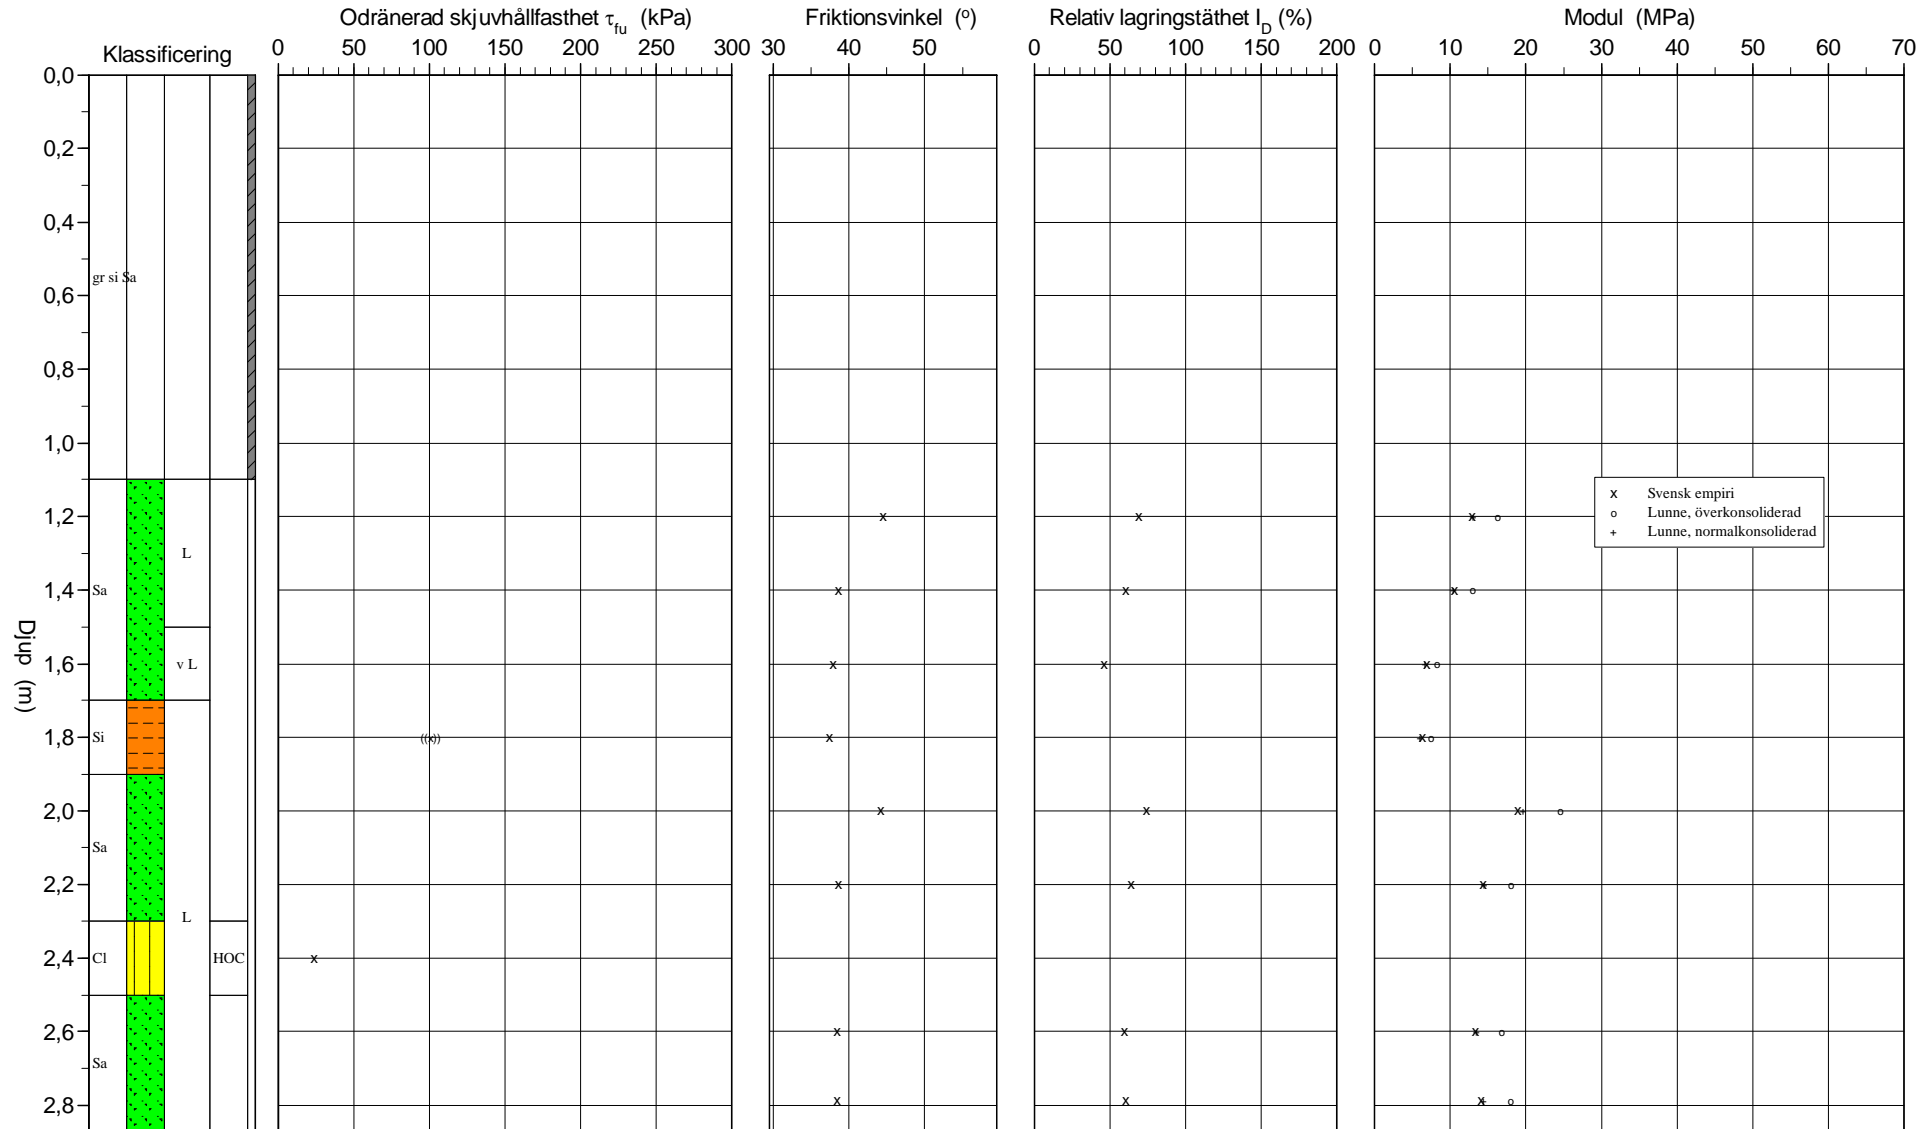 Odränerad skjuvhållfasthet τfu (kPa)
Friktionsvinkel (o)
Relativ lagringstäthet ID (%)
Modul (MPa)
Klassificering
0 50 100 150 200 250 300
30 40 50
0 50 100 150 200
0 10 20 30 40 50 60 70
0,0
0,2
0,4
gr si Sa
0,6
0,8
1,0
x Svensk empiri
o Lunne, överkonsoliderad
+ Lunne, normalkonsoliderad
1,2
L
1,4
Sa
1,6
v L
Djup (m)
1,8
Si
((x))
2,0
Sa
2,2
L
2,4
Cl
HOC
2,6
Sa
2,8